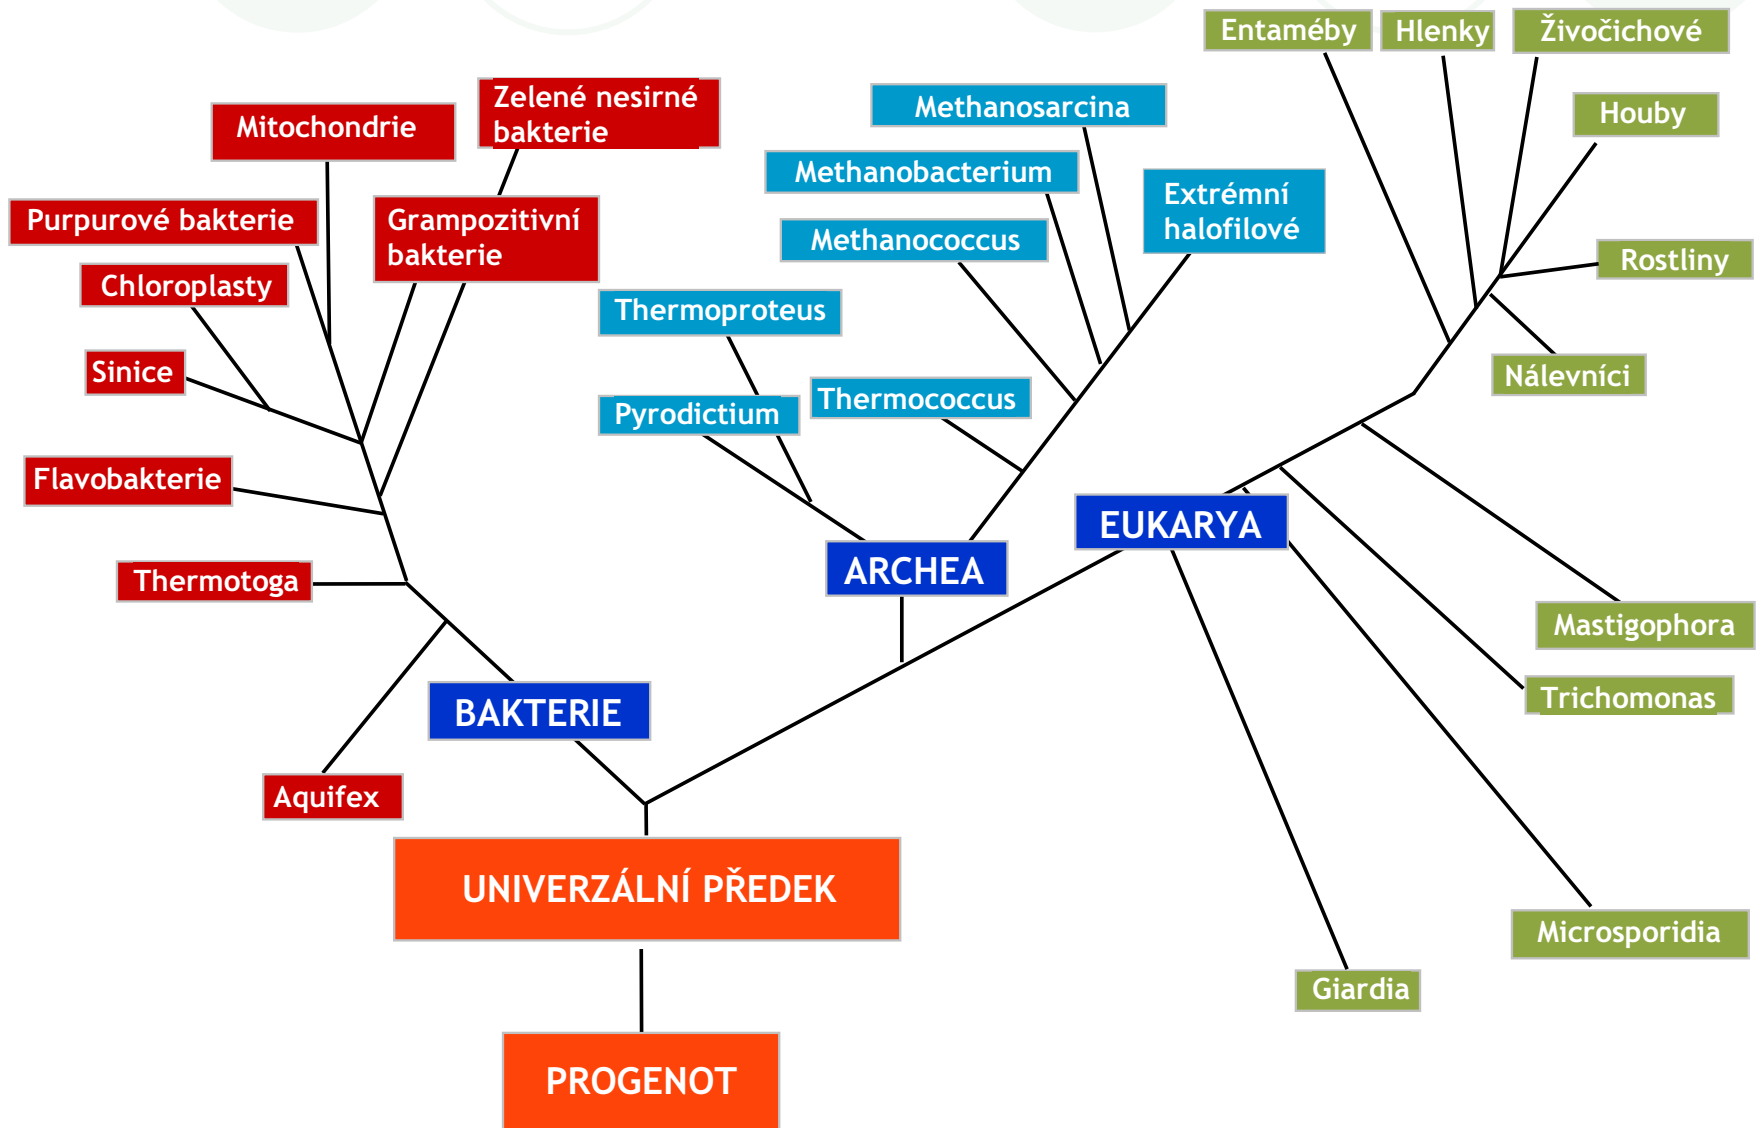 Entaméby
Hlenky
Živočichové
Zelené nesirné
bakterie
Mitochondrie
Methanosarcina
Houby
Methanobacterium
Extrémní
halofilové
Purpurové bakterie
Grampozitivní
bakterie
Methanococcus
Rostliny
Chloroplasty
Thermoproteus
Sinice
Nálevníci
Pyrodictium
Thermococcus
Flavobakterie
EUKARYA
ARCHEA
Thermotoga
Mastigophora
BAKTERIE
Trichomonas
Aquifex
UNIVERZÁLNÍ PŘEDEK
Microsporidia
Giardia
PROGENOT